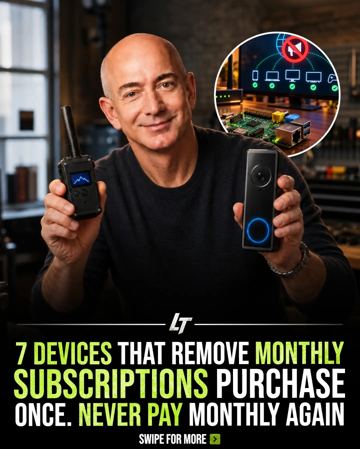 LT
7 DEVICES THAT REMOVE MONTHLY
SUBSCRIPTIONS PURCHASE
ONCE. NEVER PAY MONTHLY AGAIN
SWIPE FOR MORE